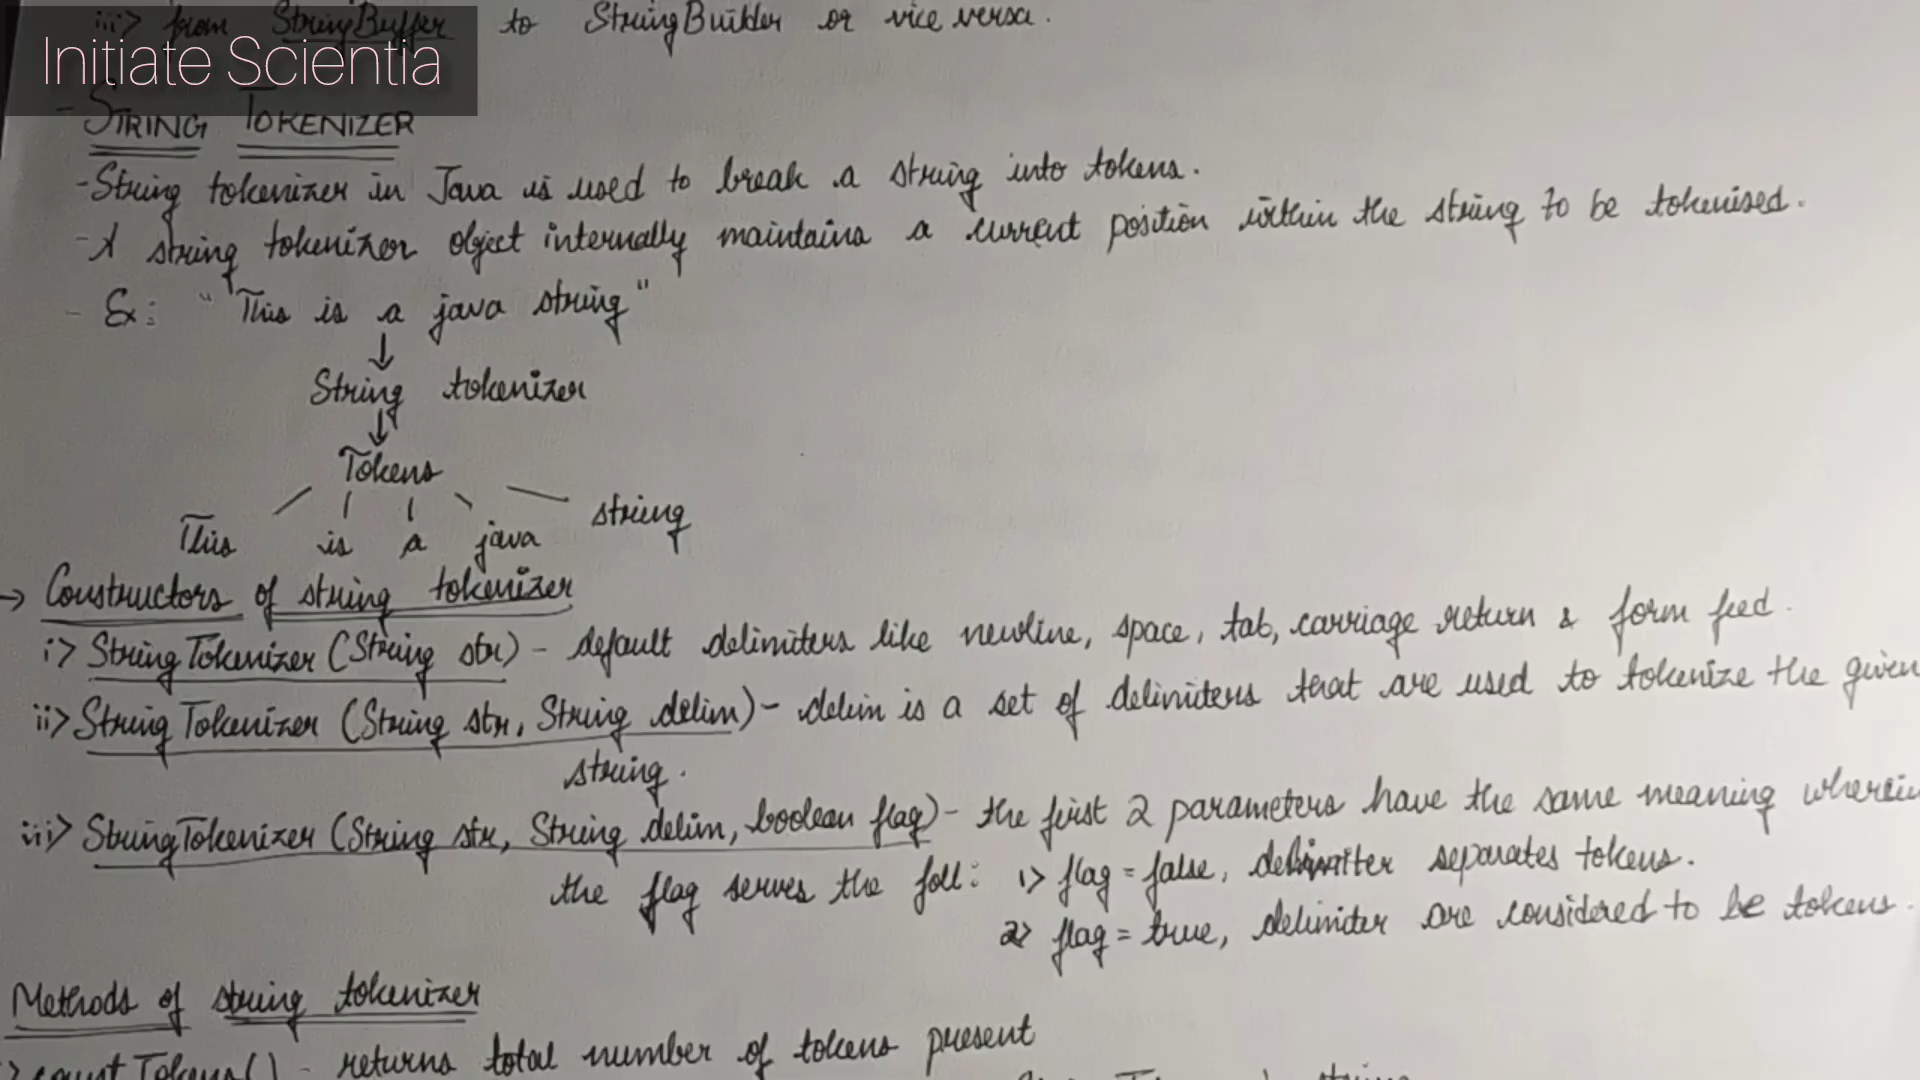 iii> from StringBuffer to StringBuilder or vice versa.
Initiate Scientia
- STRING TOKENIZER
- String tokenizer in Java is used to break a string into tokens.
- A string tokenizer object internally maintains a current position within the string to be tokenised.
- Ex: "This is a java string"
↓
String tokenizer
↓
Tokens
This is a java string
→ Constructors of string tokenizer
i> StringTokenizer (String str) - default delimiters like newline, space, tab, carriage return & form feed.
ii> StringTokenizer (String str, String delim) - delim is a set of delimiters that are used to tokenize the given
string.
iii> StringTokenizer (String str, String delim, boolean flag) - the first 2 parameters have the same meaning wherein
the flag serves the foll: 1> flag = false, delimiter separates tokens.
2> flag = true, delimiter are considered to be tokens.
Methods of string tokenizer
> countTokens() - returns total number of tokens present
string